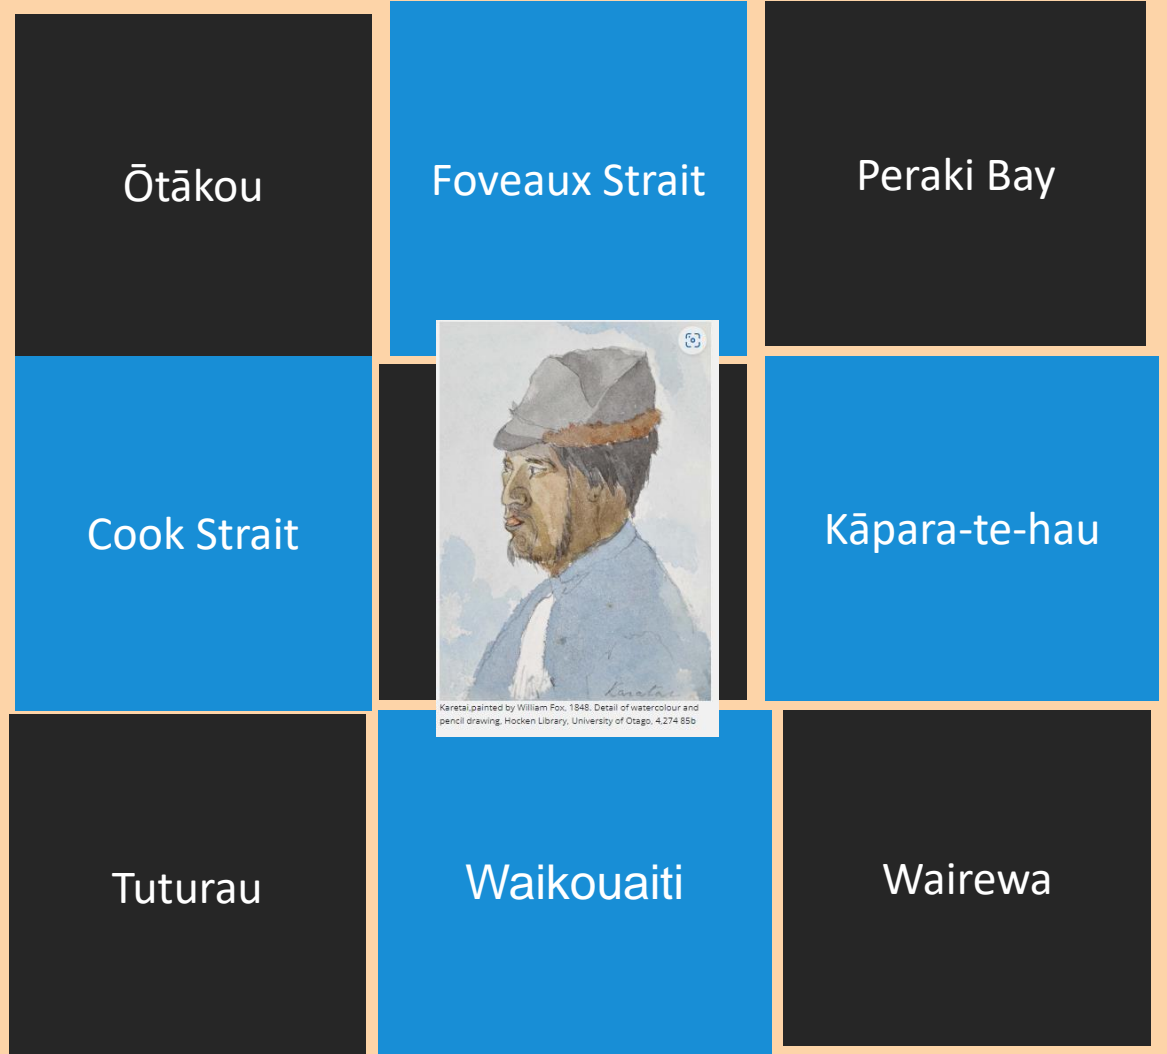 Ōtākou
Foveaux Strait
Peraki Bay
Cook Strait
Kāpara-te-hau
Karetai
Karetai,painted by William Fox, 1848. Detail of watercolour and
pencil drawing, Hocken Library, University of Otago, 4,274 85b
Tuturau
Waikouaiti
Wairewa